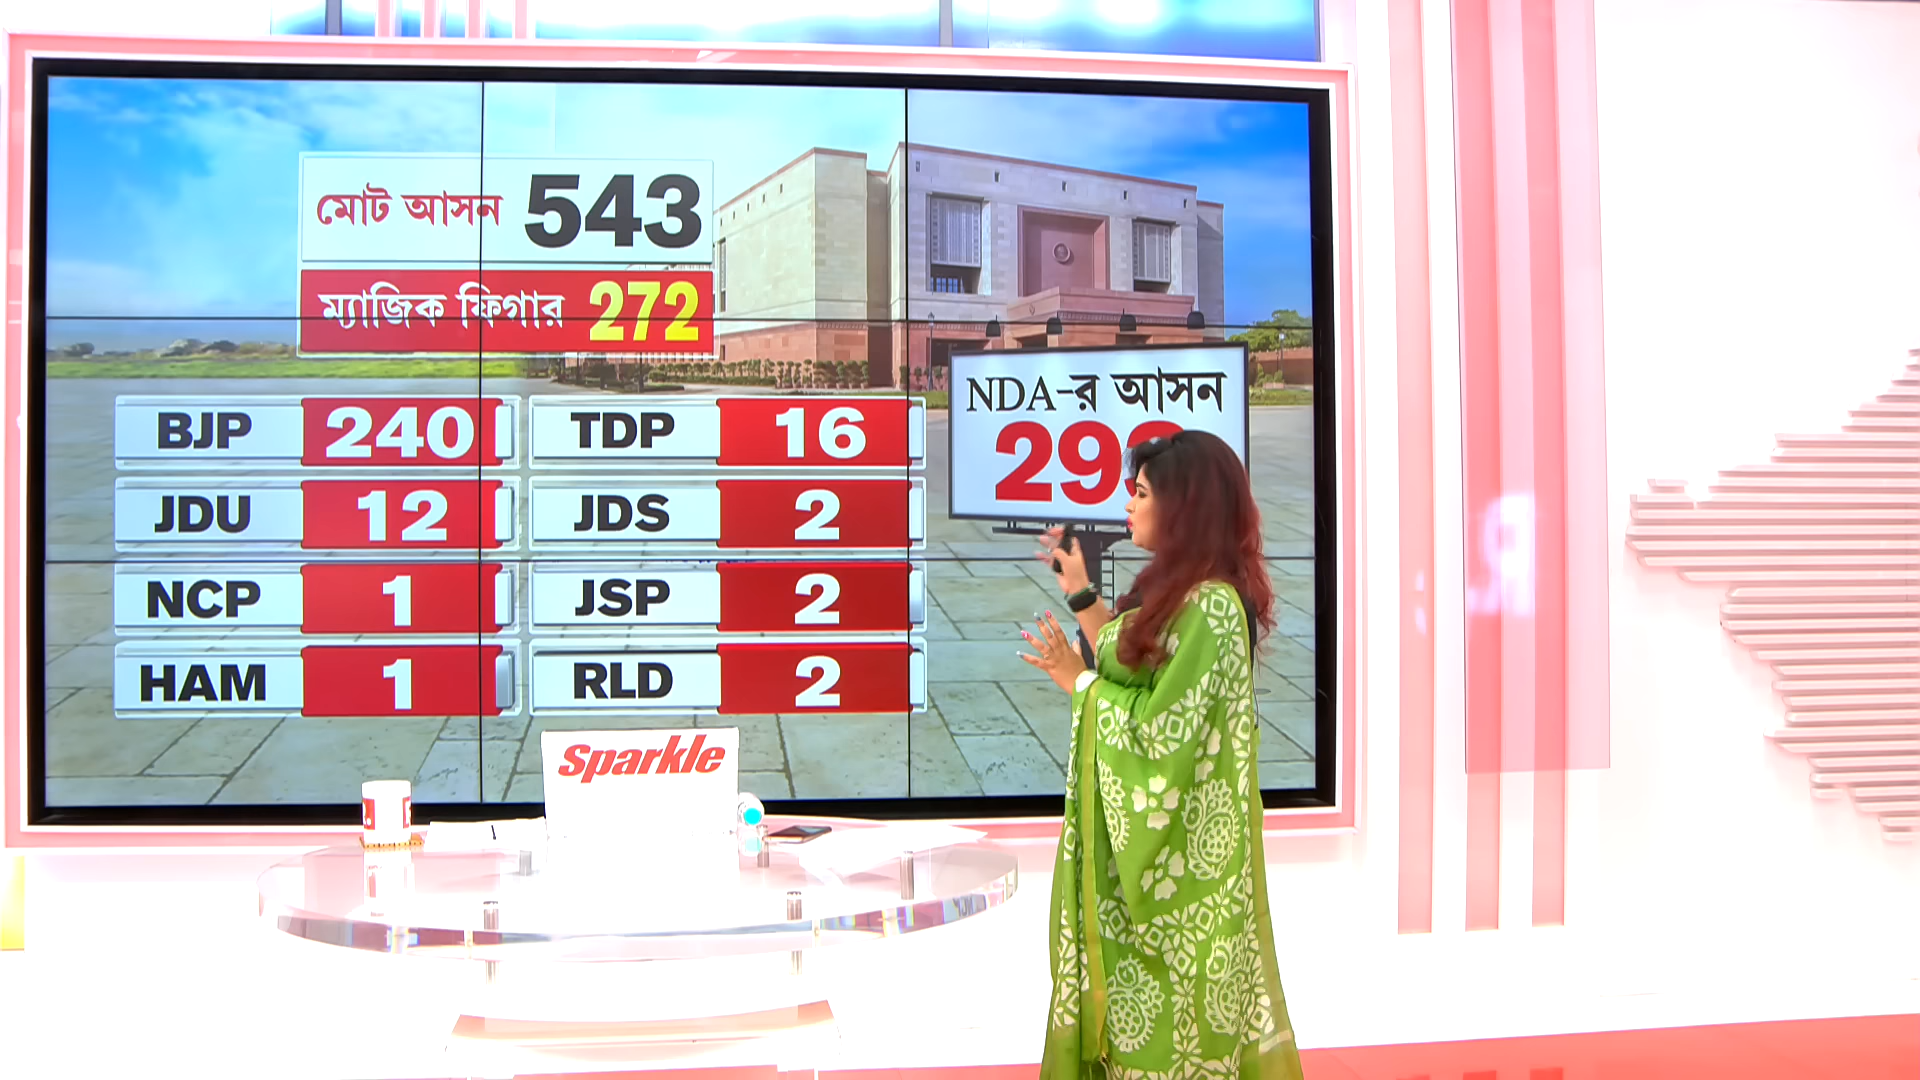 মোট আসন 543
ম্যাজিক ফিগার 272
NDA-র আসন
BJP 240 TDP 16
JDU 12 JDS 2
NCP 1 JSP 2
HAM 1 RLD 2
Sparkle